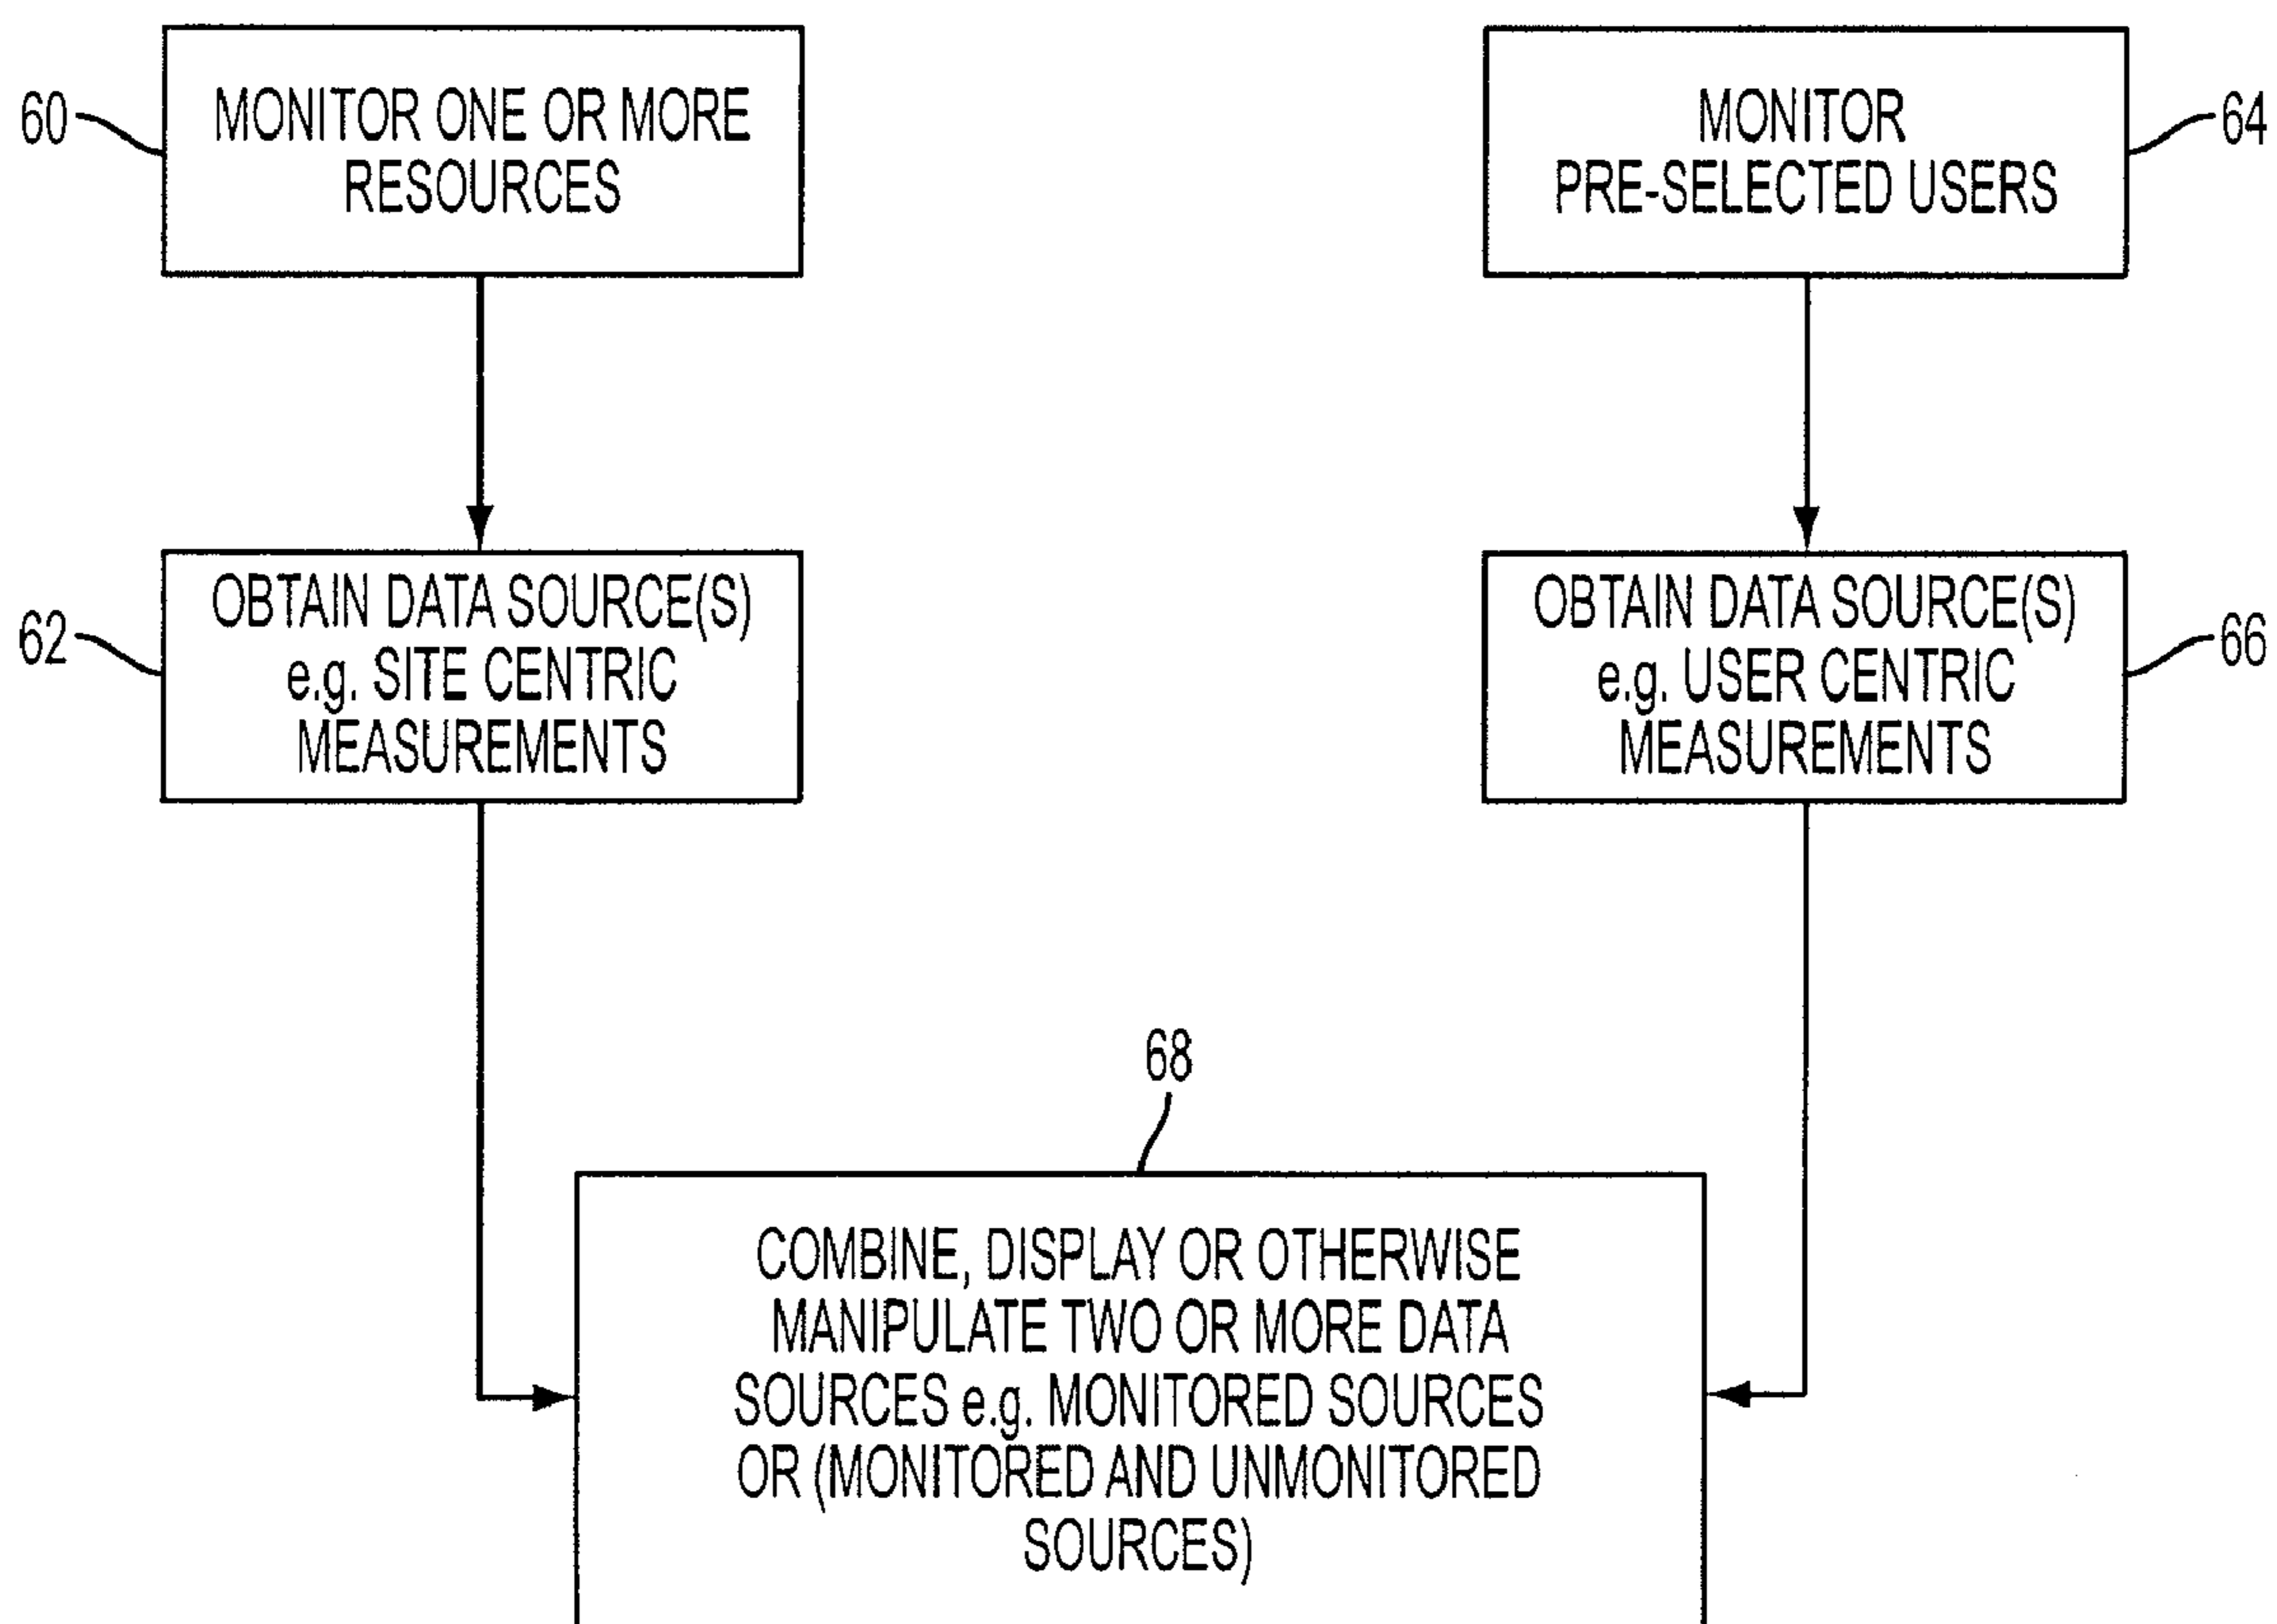 60
MONITOR ONE OR MORE
RESOURCES
MONITOR
PRE-SELECTED USERS
64
62
OBTAIN DATA SOURCE(S)
e.g. SITE CENTRIC
MEASUREMENTS
OBTAIN DATA SOURCE(S)
e.g. USER CENTRIC
MEASUREMENTS
66
68
COMBINE, DISPLAY OR OTHERWISE
MANIPULATE TWO OR MORE DATA
SOURCES e.g. MONITORED SOURCES
OR (MONITORED AND UNMONITORED
SOURCES)